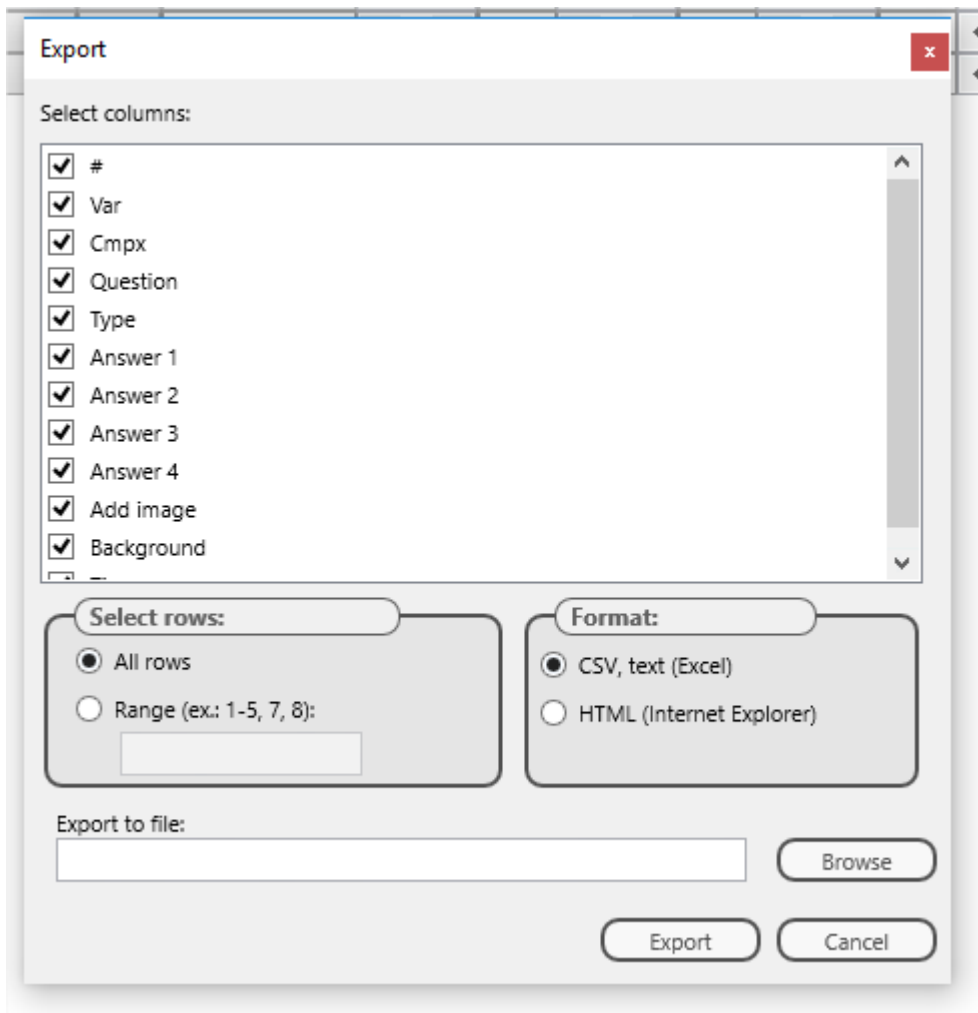 Export
x
Select columns:
#
Var
Cmpx
Question
Type
Answer 1
Answer 2
Answer 3
Answer 4
Add image
Background
Select rows:
All rows
Range (ex.: 1-5, 7, 8):
Format:
CSV, text (Excel)
HTML (Internet Explorer)
Export to file:
Browse
Export
Cancel